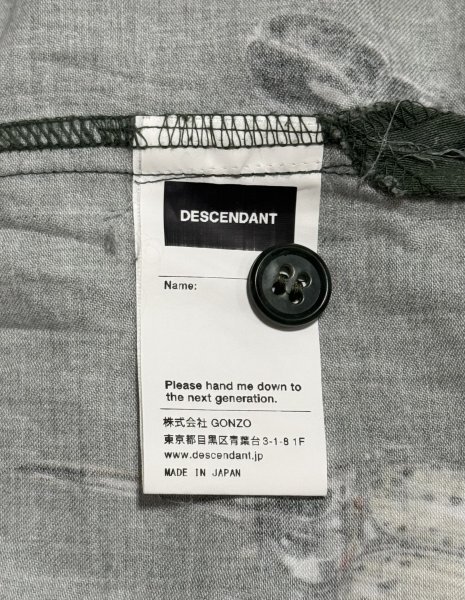 DESCENDANT
Name:
Please hand me down to
the next generation.
株式会社 GONZO
東京都目黒区青葉台3-1-8 1F
www.descendant.jp
MADE IN JAPAN